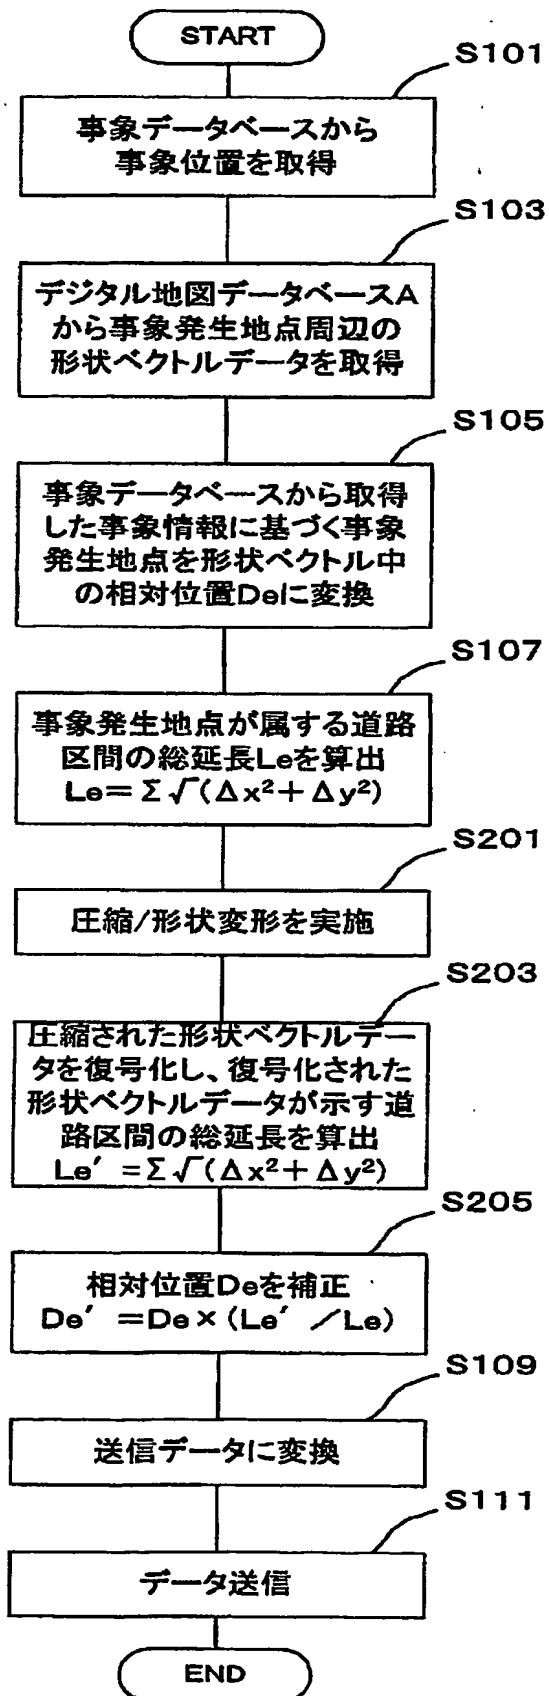 START
S101
事象データベースから
事象位置を取得
S103
デジタル地図データベースA
から事象発生地点周辺の
形状ベクトルデータを取得
S105
事象データベースから取得
した事象情報に基づく事象
発生地点を形状ベクトル中
の相対位置Deに変換
S107
事象発生地点が属する道路
区間の総延長Leを算出
Le=Σ√(Δx²+Δy²)
S201
圧縮/形状変形を実施
S203
圧縮された形状ベクトルデー
タを復号化し、復号化された
形状ベクトルデータが示す道
路区間の総延長を算出
Le′=Σ√(Δx²+Δy²)
S205
相対位置Deを補正
De′=De×(Le′/Le)
S109
送信データに変換
S111
データ送信
END